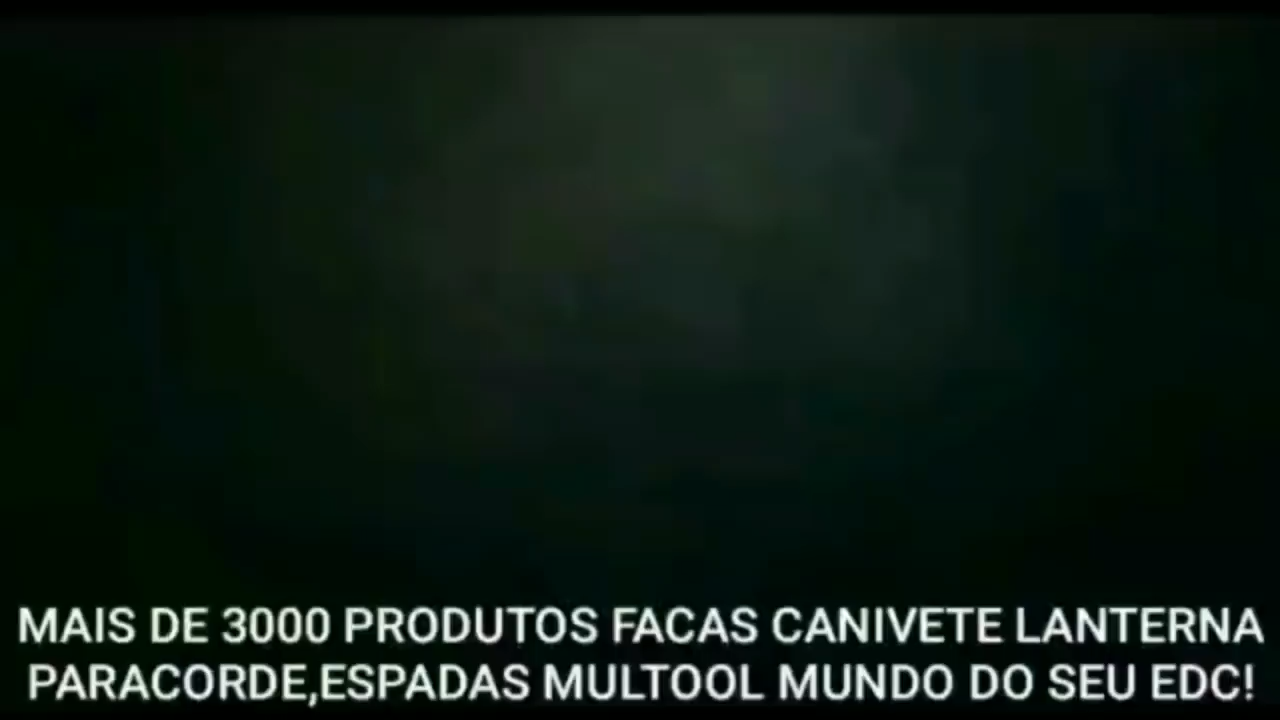 MAIS DE 3000 PRODUTOS FACAS CANIVETE LANTERNA
PARACORDE,ESPADAS MULTOOL MUNDO DO SEU EDC!